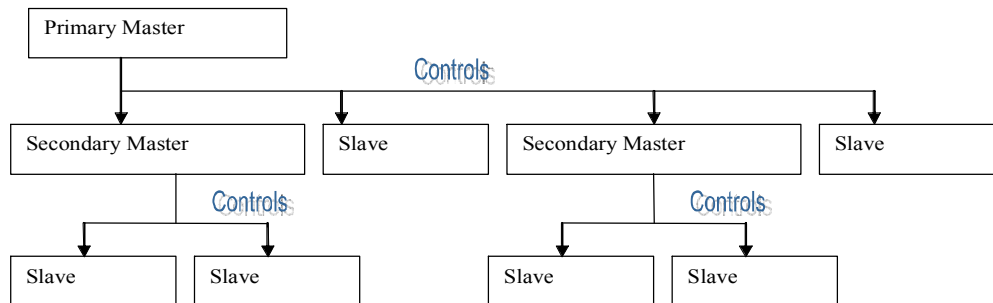 Primary Master
Controls
Secondary Master
Slave
Secondary Master
Slave
Controls
Controls
Slave
Slave
Slave
Slave